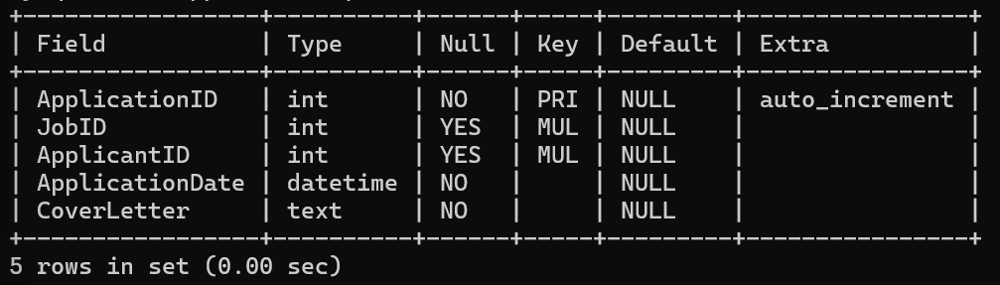 +----------------+----------+------+-----+---------+----------------+
| Field          | Type     | Null | Key | Default | Extra          |
+----------------+----------+------+-----+---------+----------------+
| ApplicationID  | int      | NO   | PRI | NULL    | auto_increment |
| JobID          | int      | YES  | MUL | NULL    |                |
| ApplicantID    | int      | YES  | MUL | NULL    |                |
| ApplicationDate | datetime | NO   |     | NULL    |                |
| CoverLetter    | text     | NO   |     | NULL    |                |
+----------------+----------+------+-----+---------+----------------+
5 rows in set (0.00 sec)